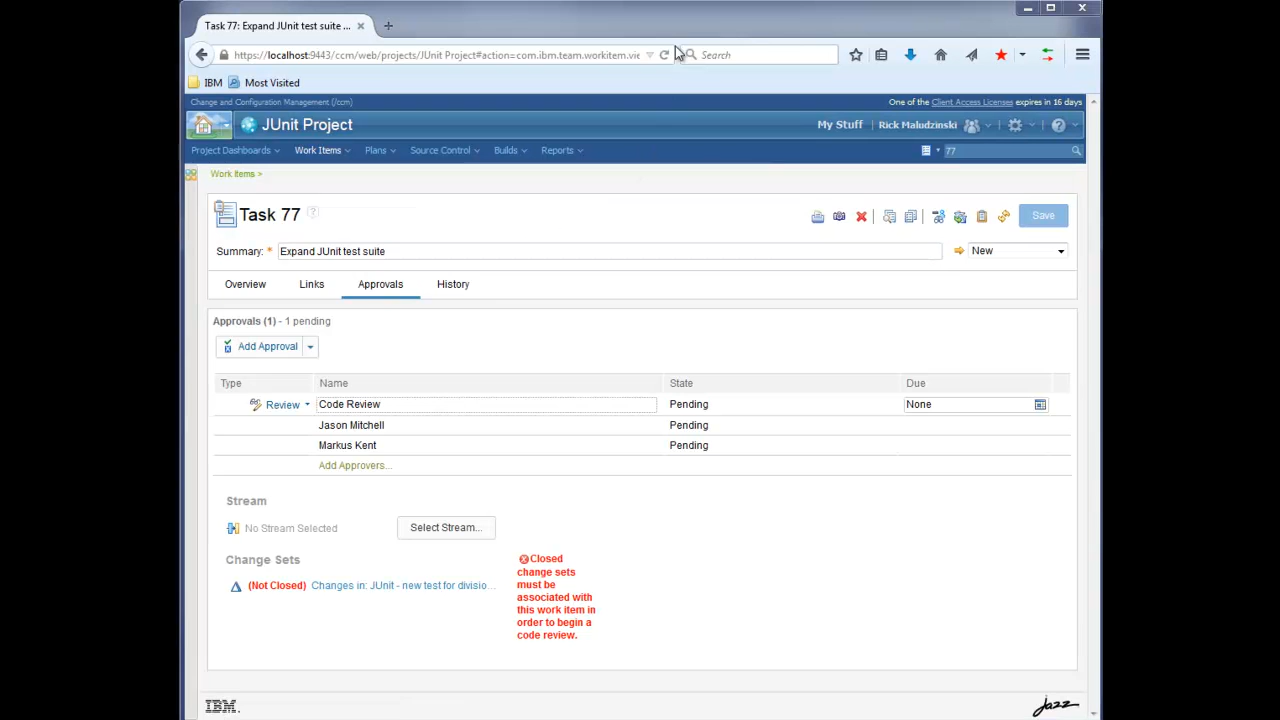 Task 77: Expand JUnit test suite ...
https://localhost:9443/ccm/web/projects/JUnit Project#action=com.ibm.team.workitem.vie
Search
IBM
Most Visited
Change and Configuration Management (/ccm)
One of the Client Access Licenses expires in 16 days
JUnit Project
My Stuff
Rick Maludzinski
Project Dashboards
Work Items
Plans
Source Control
Builds
Reports
77
Work Items >
Task 77
?
Save
Summary: *
Expand JUnit test suite
New
Overview
Links
Approvals
History
Approvals (1) - 1 pending
Add Approval
Type
Name
State
Due
Review
Code Review
Pending
None
Jason Mitchell
Pending
Markus Kent
Pending
Add Approvers...
Stream
No Stream Selected
Select Stream...
Change Sets
(Not Closed) Changes in: JUnit - new test for divisio...
Closed
change sets
must be
associated with
this work item in
order to begin a
code review.
IBM.
Jazz